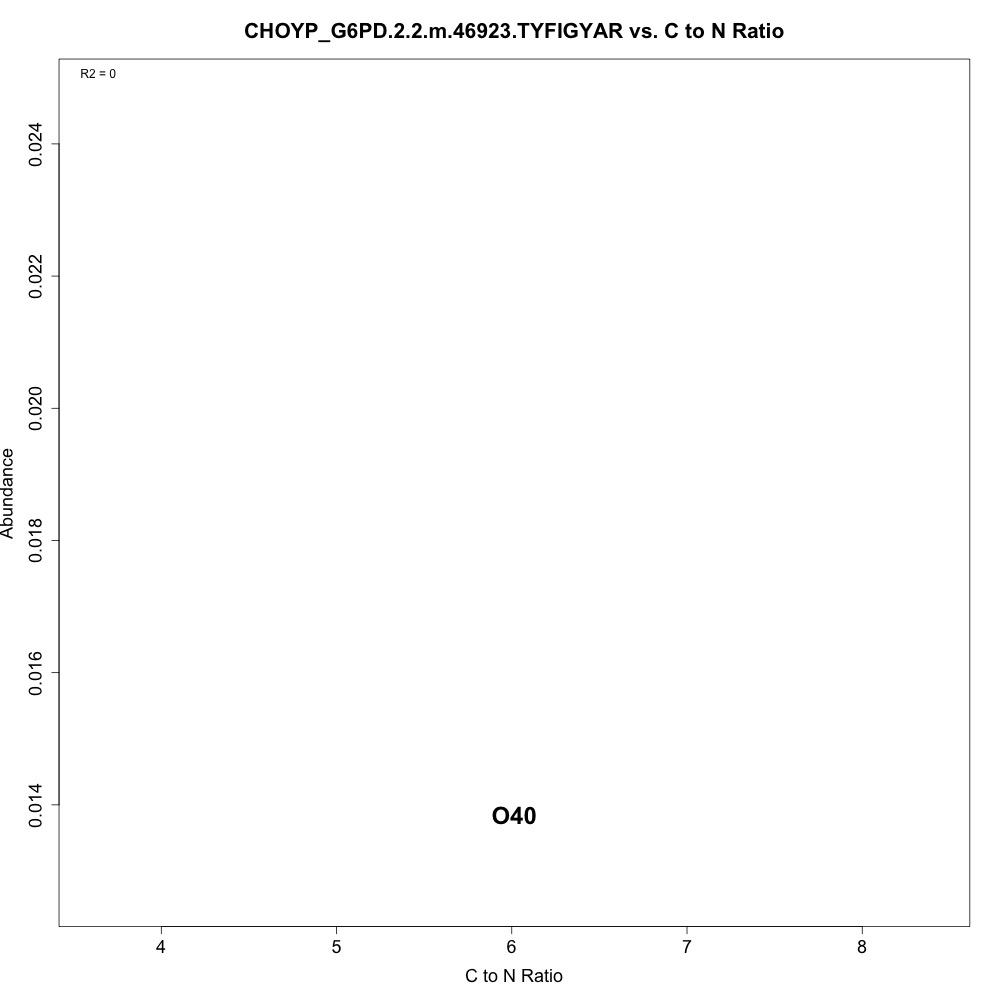 CHOYP_G6PD.2.2.m.46923.TYFIGYAR vs. C to N Ratio
R2 = 0
0.024
0.022
0.020
0.018
0.016
0.014
Abundance
O40
4 5 6 7 8
C to N Ratio